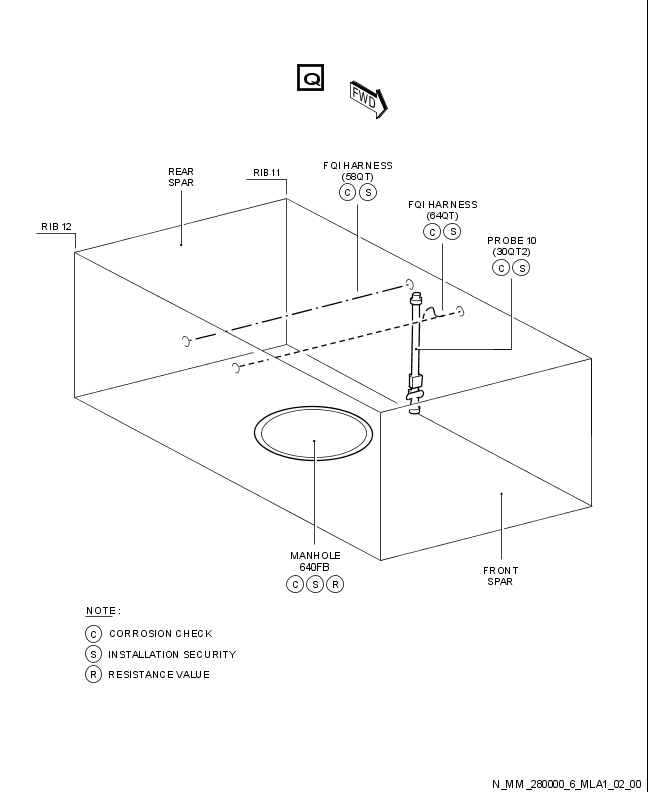 Q
FWD
FQI HARNESS
(58QT)
C S
REAR
SPAR
RIB 11
FQI HARNESS
(64QT)
C S
RIB 12
PROBE 10
(30QT2)
C S
MANHOLE
640FB
C S R
FRONT
SPAR
NOTE :
C CORROSION CHECK
S INSTALLATION SECURITY
R RESISTANCE VALUE
N_MM_280000_6_MLA1_02_00